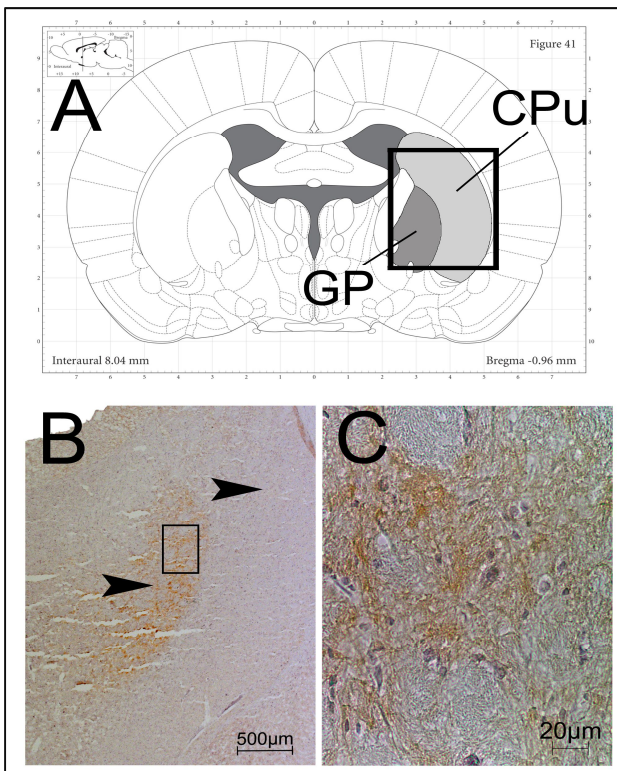 Figure 41
A
CPu
GP
Interaural 8.04 mm
Bregma -0.96 mm
B
C
500µm
20µm